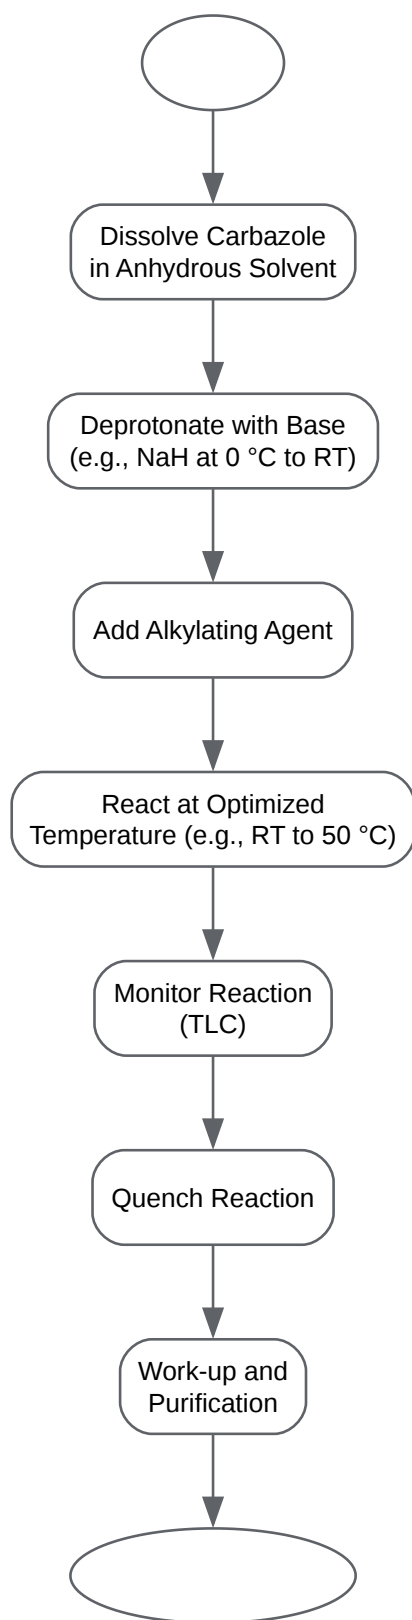 Dissolve Carbazole
in Anhydrous Solvent
Deprotonate with Base
(e.g., NaH at 0 °C to RT)
Add Alkylating Agent
React at Optimized
Temperature (e.g., RT to 50 °C)
Monitor Reaction
(TLC)
Quench Reaction
Work-up and
Purification